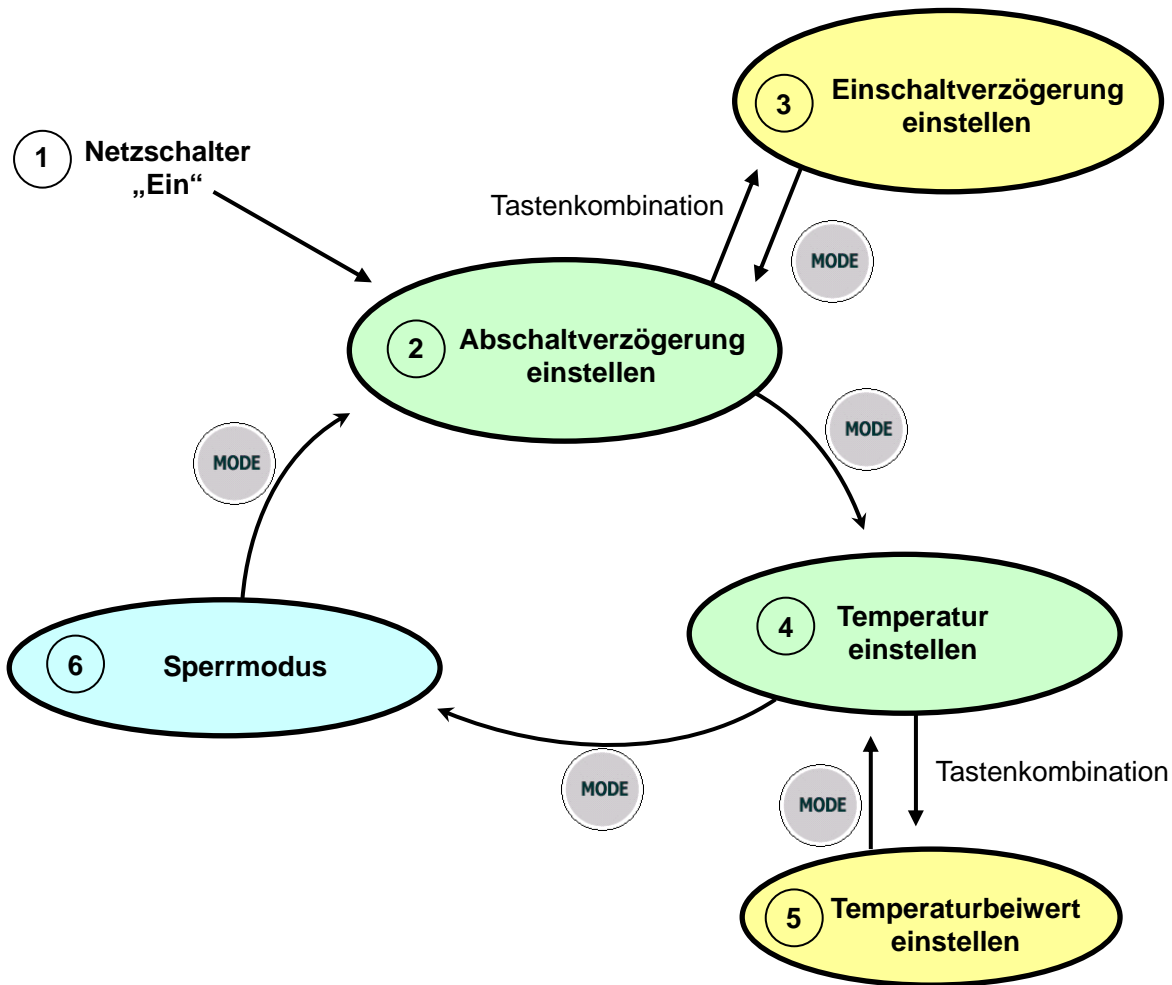 1
Netzschalter
„Ein“
3
Einschaltverzögerung
einstellen
Tastenkombination
MODE
2
Abschaltverzögerung
einstellen
MODE
MODE
4
Temperatur
einstellen
6
Sperrmodus
MODE
Tastenkombination
MODE
5
Temperaturbeiwert
einstellen